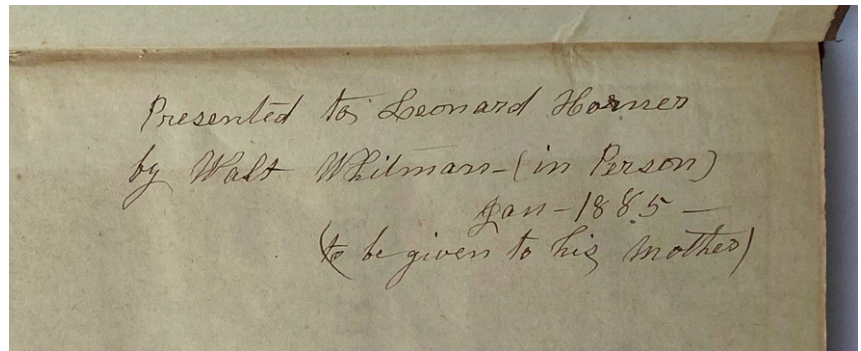 Presented to Leonard Horner
by Walt Whitman - (in Person)
Jan - 1885 —
(to be given to his Mother)